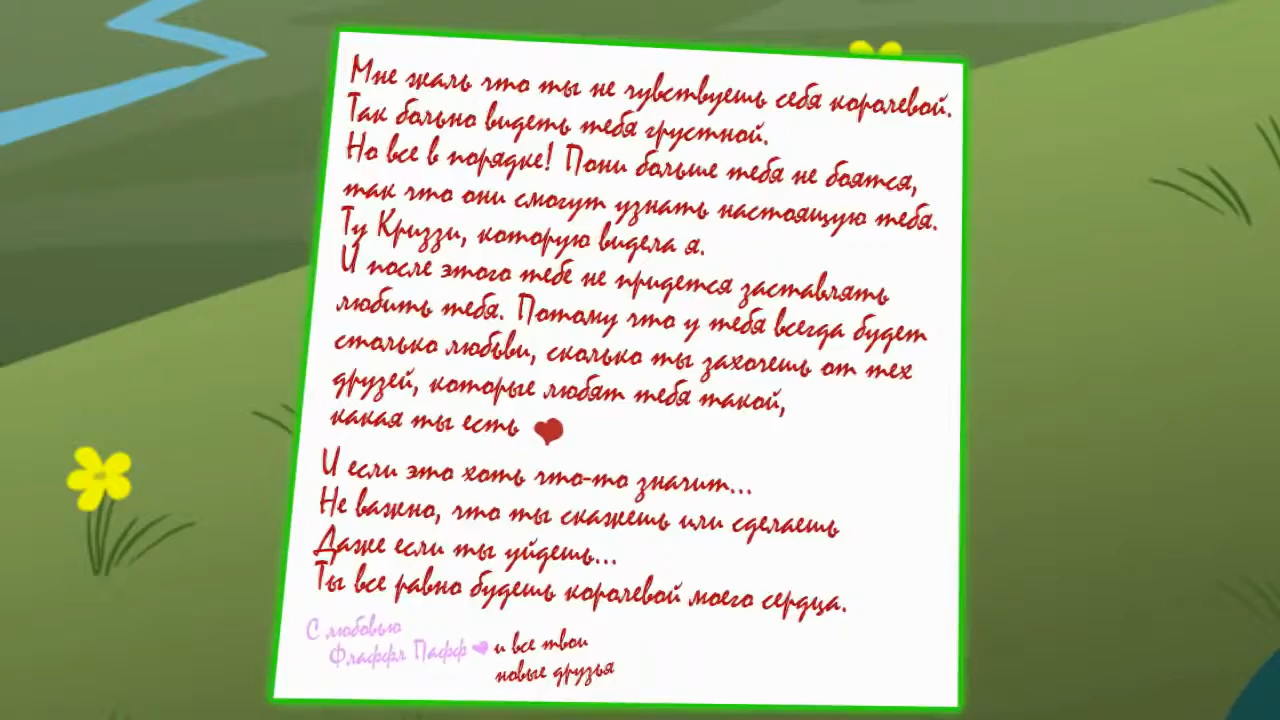 Мне жаль что ты не чувствуешь себя королевой.
Так больно видеть тебя грустной.
Но все в порядке! Пони больше тебя не боятся,
так что они смогут узнать настоящую тебя.
Ту Криззи, которую видела я.
И после этого тебе не придется заставлять
любить тебя. Потому что у тебя всегда будет
столько любьви, сколько ты захочешь от тех
друзей, которые любят тебя такой,
какая ты есть
И если это хоть что-то значит...
Не важно, что ты скажешь или сделаешь
Даже если ты уйдешь...
Ты все равно будешь королевой моего сердца.
С любовью
Флаффл Пафф и все твои
новые друзья